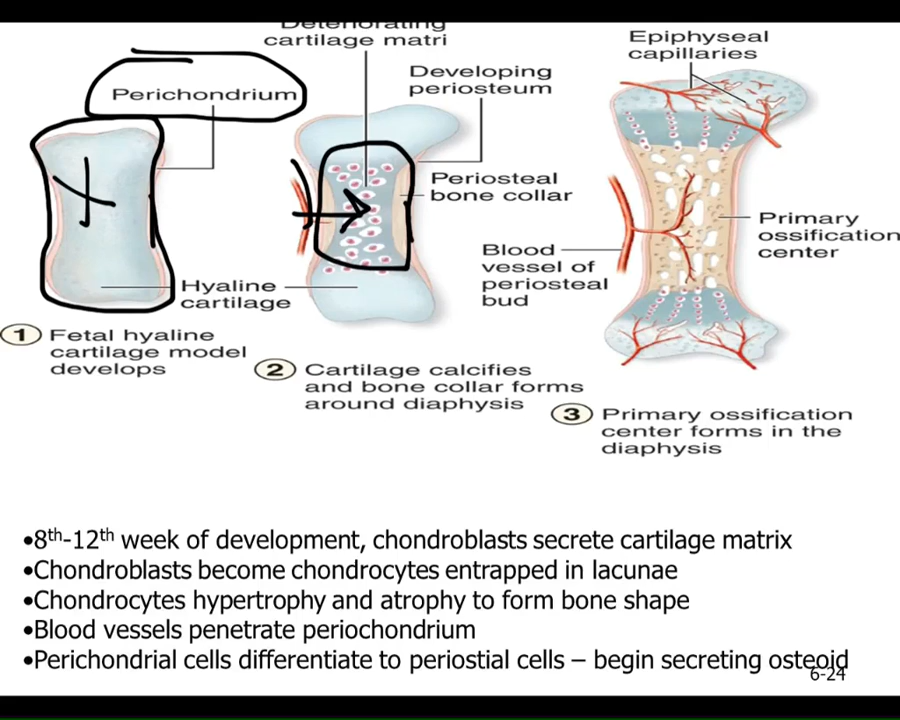 Deteriorating
cartilage matri
Epiphyseal
capillaries
Perichondrium
Developing
periosteum
Periosteal
bone collar
Primary
ossification
center
Blood
vessel of
periosteal
bud
Hyaline
cartilage
1 Fetal hyaline
cartilage model
develops
2 Cartilage calcifies
and bone collar forms
around diaphysis
3 Primary ossification
center forms in the
diaphysis
•8th-12th week of development, chondroblasts secrete cartilage matrix
•Chondroblasts become chondrocytes entrapped in lacunae
•Chondrocytes hypertrophy and atrophy to form bone shape
•Blood vessels penetrate periochondrium
•Perichondrial cells differentiate to periostial cells – begin secreting osteoid
6-24